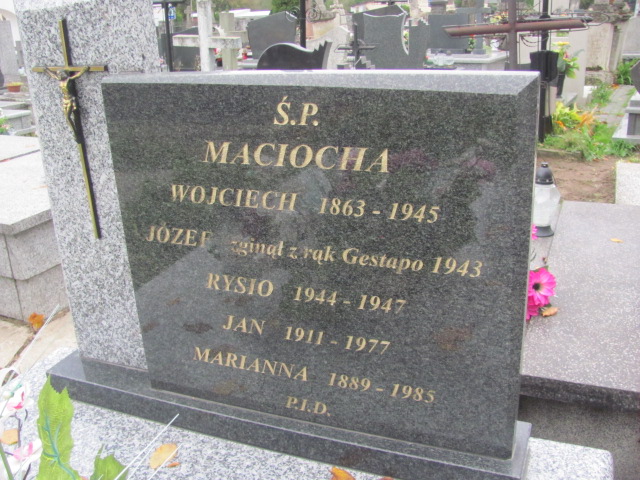 Ś.P.
MACIOCHA
WOJCIECH 1863 - 1945
JÓZEF zginął z rąk Gestapo 1943
RYSIO 1944 - 1947
JAN 1911 - 1977
MARIANNA 1889 - 1985
P.I.D.